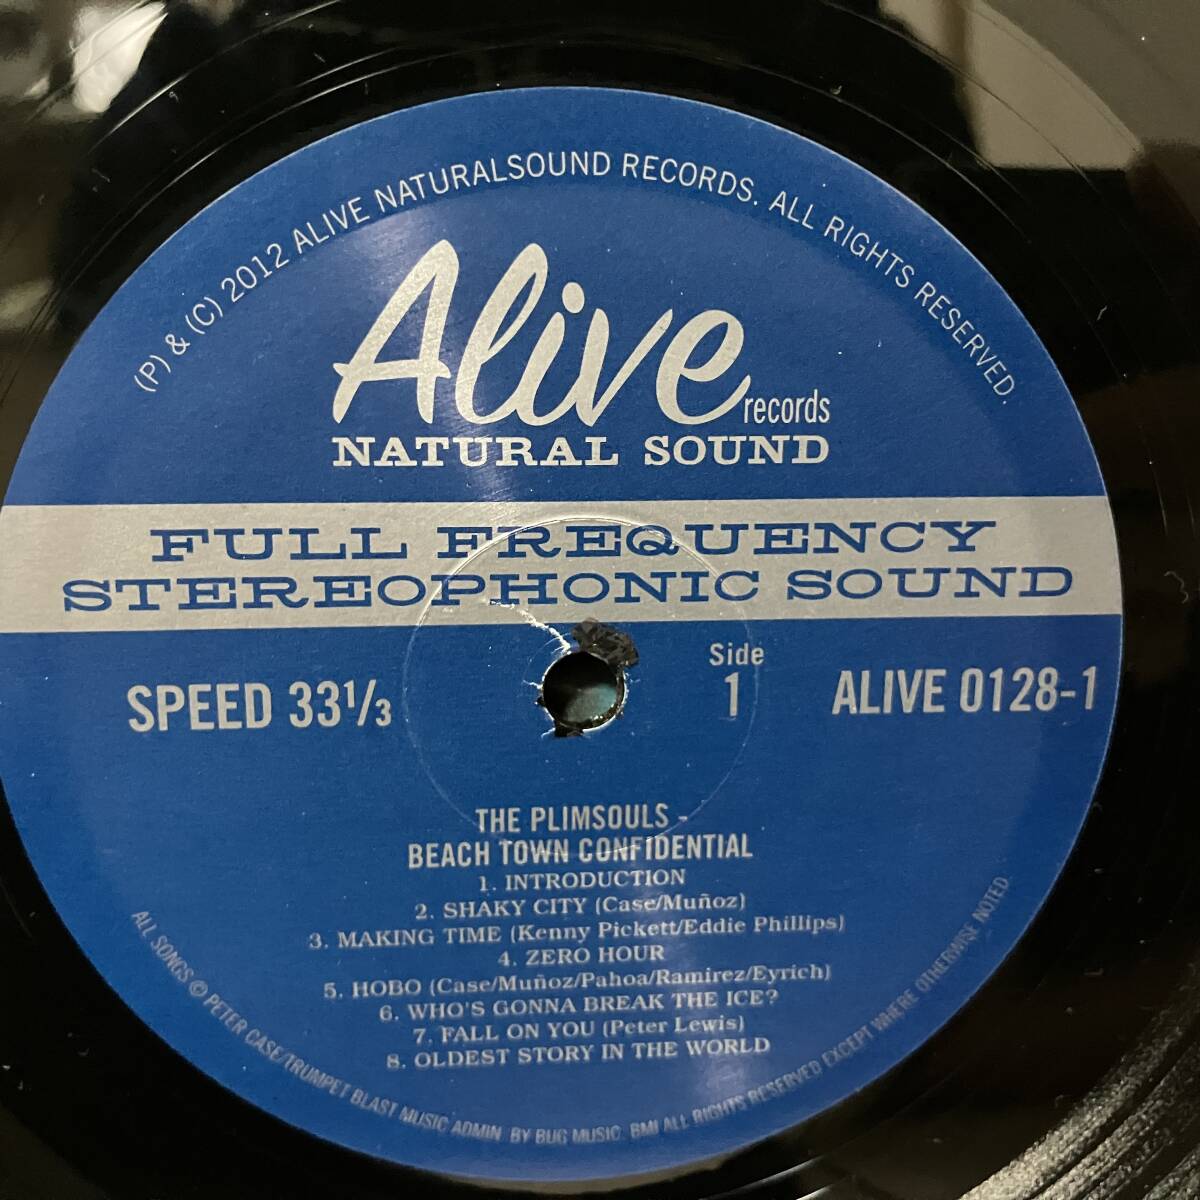 (P) & (C) 2012 ALIVE NATURALSOUND RECORDS. ALL RIGHTS RESERVED.
Alive
records
NATURAL SOUND
FULL FREQUENCY
STEREOPHONIC SOUND
SPEED 33⅓
Side
1
ALIVE 0128-1
THE PLIMSOULS -
BEACH TOWN CONFIDENTIAL
1. INTRODUCTION
2. SHAKY CITY (Case/Muñoz)
3. MAKING TIME (Kenny Pickett/Eddie Phillips)
4. ZERO HOUR
5. HOBO (Case/Muñoz/Pahoa/Ramirez/Eyrich)
6. WHO'S GONNA BREAK THE ICE?
7. FALL ON YOU (Peter Lewis)
8. OLDEST STORY IN THE WORLD
ALL SONGS © PETER CASE/TRUMPET BLAST MUSIC ADMIN. BY BUG MUSIC. BMI ALL RIGHTS RESERVED EXCEPT WHERE OTHERWISE NOTED.